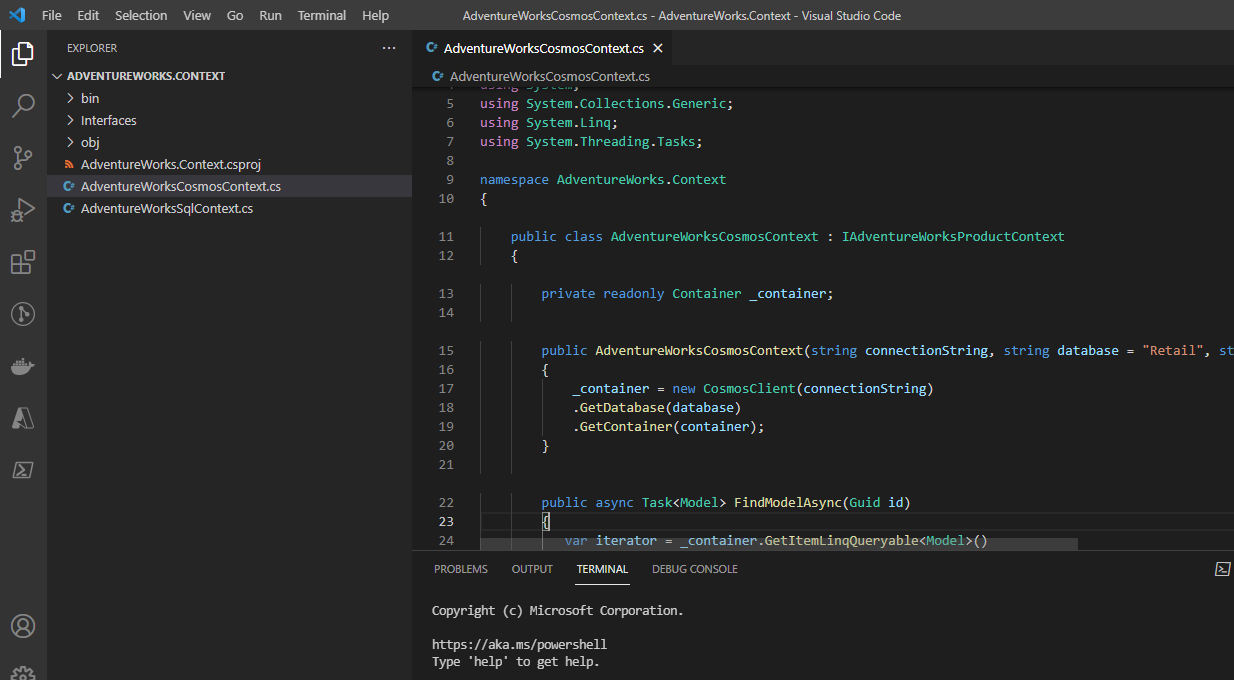 File Edit Selection View Go Run Terminal Help
AdventureWorksCosmosContext.cs - AdventureWorks.Context - Visual Studio Code
EXPLORER
ADVENTUREWORKS.CONTEXT
bin
Interfaces
obj
AdventureWorks.Context.csproj
AdventureWorksCosmosContext.cs
AdventureWorksSqlContext.cs
AdventureWorksCosmosContext.cs
AdventureWorksCosmosContext.cs
4 using System;
5 using System.Collections.Generic;
6 using System.Linq;
7 using System.Threading.Tasks;
8
9 namespace AdventureWorks.Context
10 {
11 public class AdventureWorksCosmosContext : IAdventureWorksProductContext
12 {
13 private readonly Container _container;
14
15 public AdventureWorksCosmosContext(string connectionString, string database = "Retail", st
16 {
17 _container = new CosmosClient(connectionString)
18 .GetDatabase(database)
19 .GetContainer(container);
20 }
21
22 public async Task<Model> FindModelAsync(Guid id)
23 {
24 var iterator = _container.GetItemLinqQueryable<Model>()
PROBLEMS OUTPUT TERMINAL DEBUG CONSOLE
Copyright (c) Microsoft Corporation.
https://aka.ms/powershell
Type 'help' to get help.